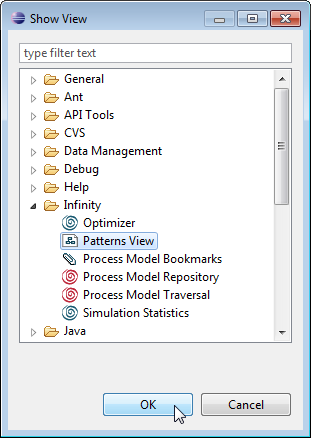 Show View
type filter text
General
Ant
API Tools
CVS
Data Management
Debug
Help
Infinity
Optimizer
Patterns View
Process Model Bookmarks
Process Model Repository
Process Model Traversal
Simulation Statistics
Java
OK Cancel